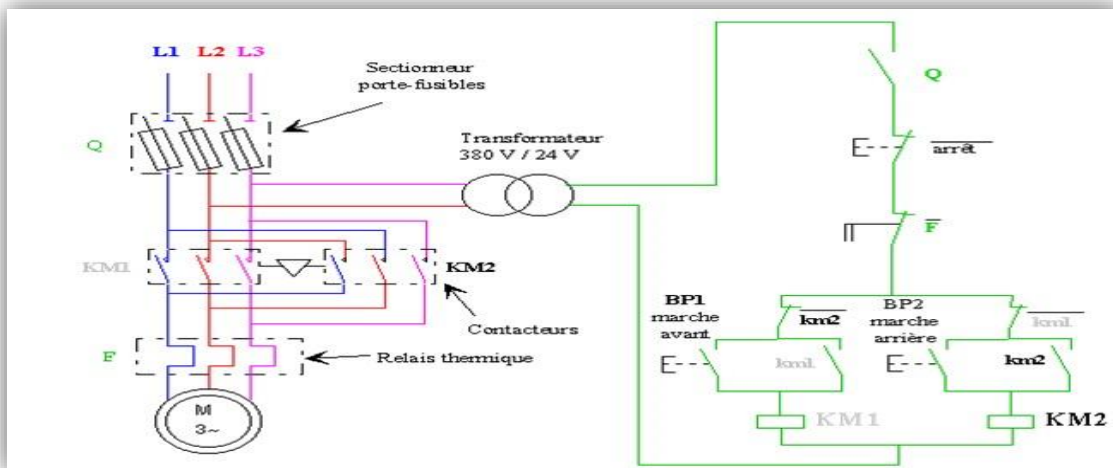 L1 L2 L3
Sectionneur
porte-fusibles
Q
Transformateur
380 V / 24 V
Q
arrêt
F
KM1
KM2
Contacteurs
F
Relais thermique
M
3~
BP1
marche
avant
km2
BP2
marche
arrière
km1
km1
km2
KM1
KM2